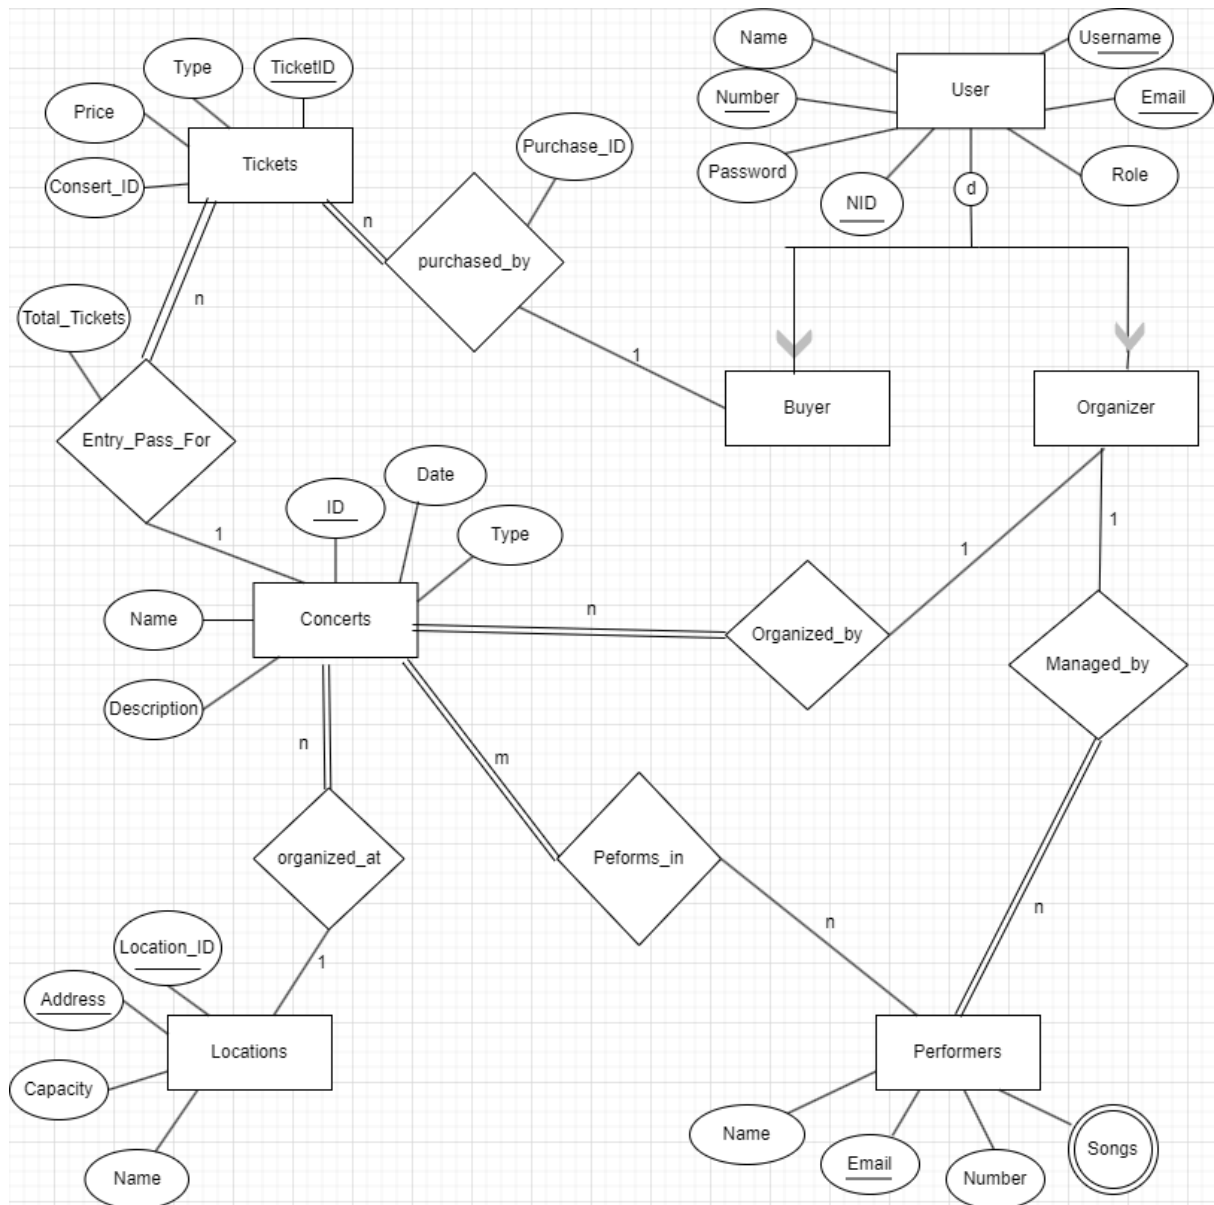 Name
Username
Type
TicketID
User
Number
Email
Price
Purchase_ID
Tickets
Password
Role
Consert_ID
NID
d
n
purchased_by
n
Total_Tickets
1
Buyer
Organizer
Entry_Pass_For
Date
ID
1
1
Type
1
n
Name
Concerts
Organized_by
Managed_by
Description
n
m
organized_at
Peforms_in
n
n
Location_ID
1
Address
Locations
Performers
Capacity
Name
Songs
Email
Name
Number